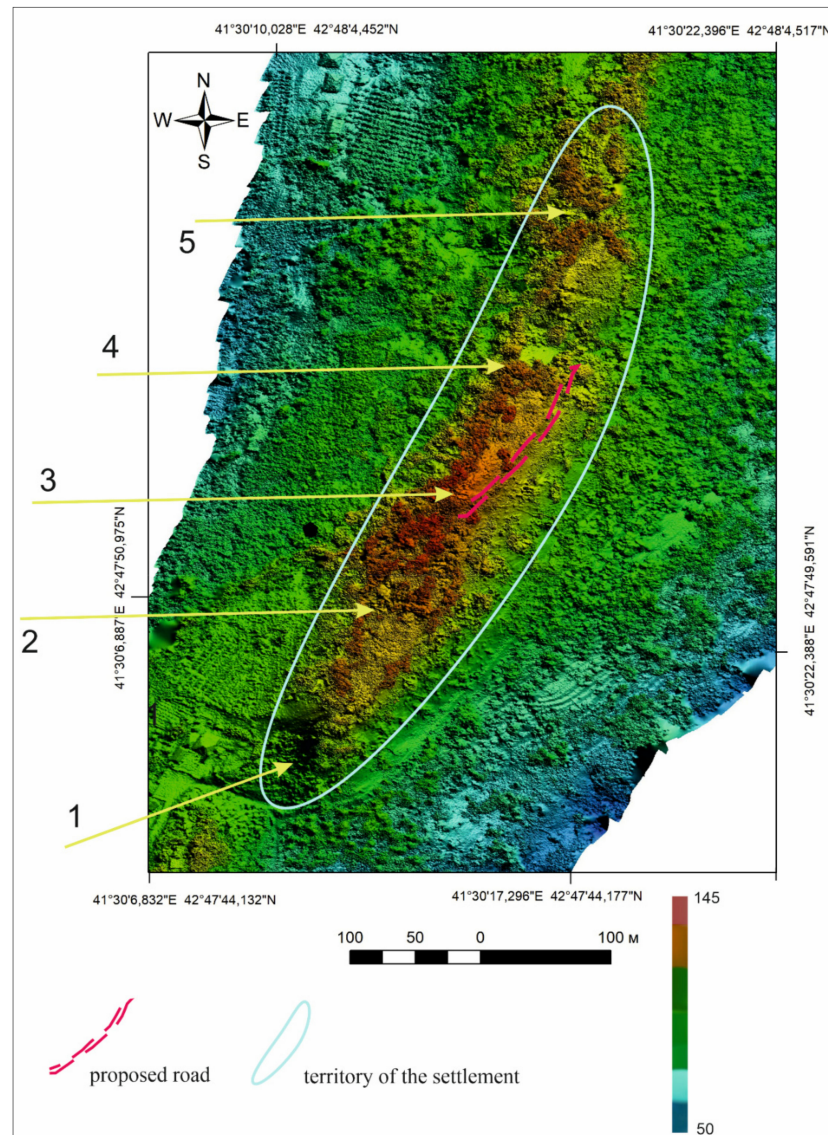 41°30'10,028"E 42°48'4,452"N
41°30'22,396"E 42°48'4,517"N
N
W E
S
5
4
3
41°30'6,887"E 42°47'50,975"N
41°30'22,388"E 42°47'49,591"N
2
1
41°30'6,832"E 42°47'44,132"N
41°30'17,296"E 42°47'44,177"N
145
100 50 0 100 м
proposed road
territory of the settlement
50